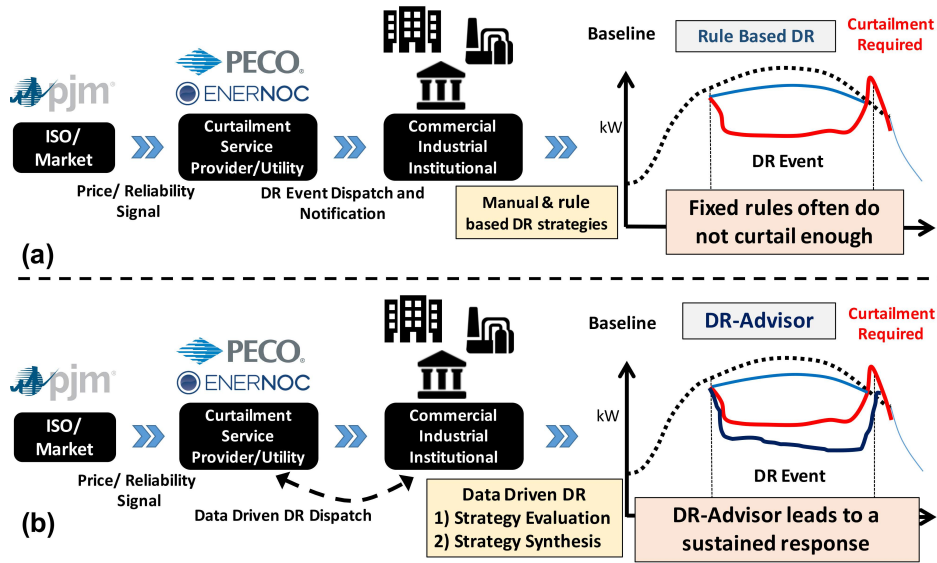 Baseline
Rule Based DR
Curtailment
Required
PECO®
ENERNOC
pjm®
ISO/
Market
Curtailment
Service
Provider/Utility
Commercial
Industrial
Institutional
kW
DR Event
Price/ Reliability
Signal
DR Event Dispatch and
Notification
Manual & rule
based DR strategies
Fixed rules often do
not curtail enough
(a)
Baseline
DR-Advisor
Curtailment
Required
PECO®
ENERNOC
pjm®
ISO/
Market
Curtailment
Service
Provider/Utility
Commercial
Industrial
Institutional
kW
DR Event
Price/ Reliability
Signal
Data Driven DR Dispatch
Data Driven DR
1) Strategy Evaluation
2) Strategy Synthesis
DR-Advisor leads to a
sustained response
(b)